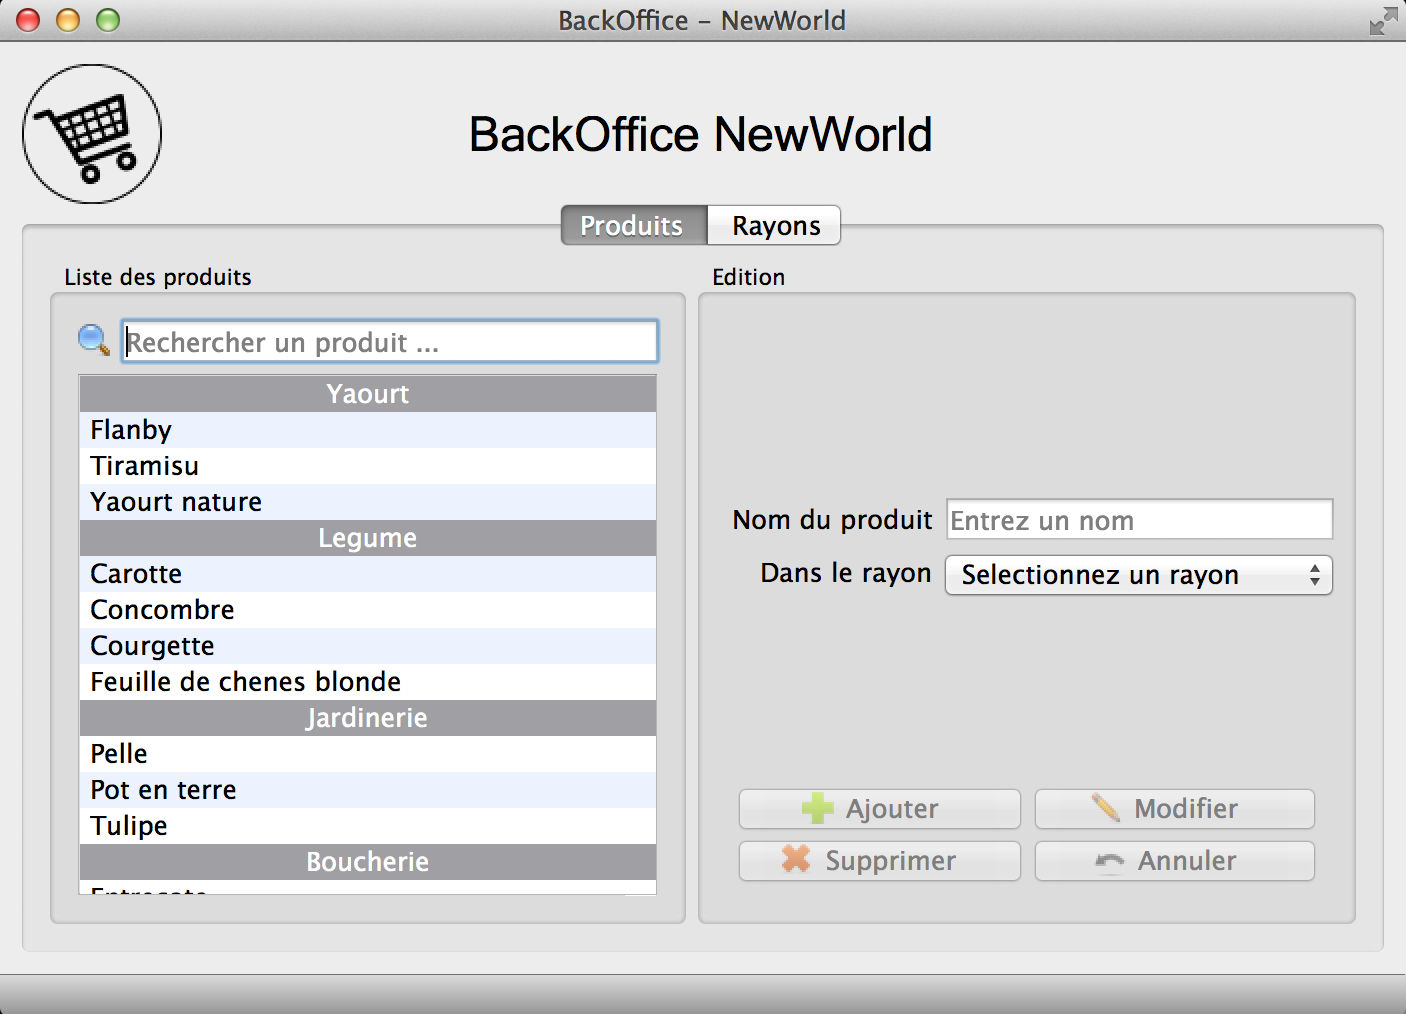 BackOffice – NewWorld
BackOffice NewWorld
Produits
Rayons
Liste des produits
Rechercher un produit ...
Yaourt
Flanby
Tiramisu
Yaourt nature
Legume
Carotte
Concombre
Courgette
Feuille de chenes blonde
Jardinerie
Pelle
Pot en terre
Tulipe
Boucherie
Edition
Nom du produit
Entrez un nom
Dans le rayon
Selectionnez un rayon
Ajouter
Modifier
Supprimer
Annuler